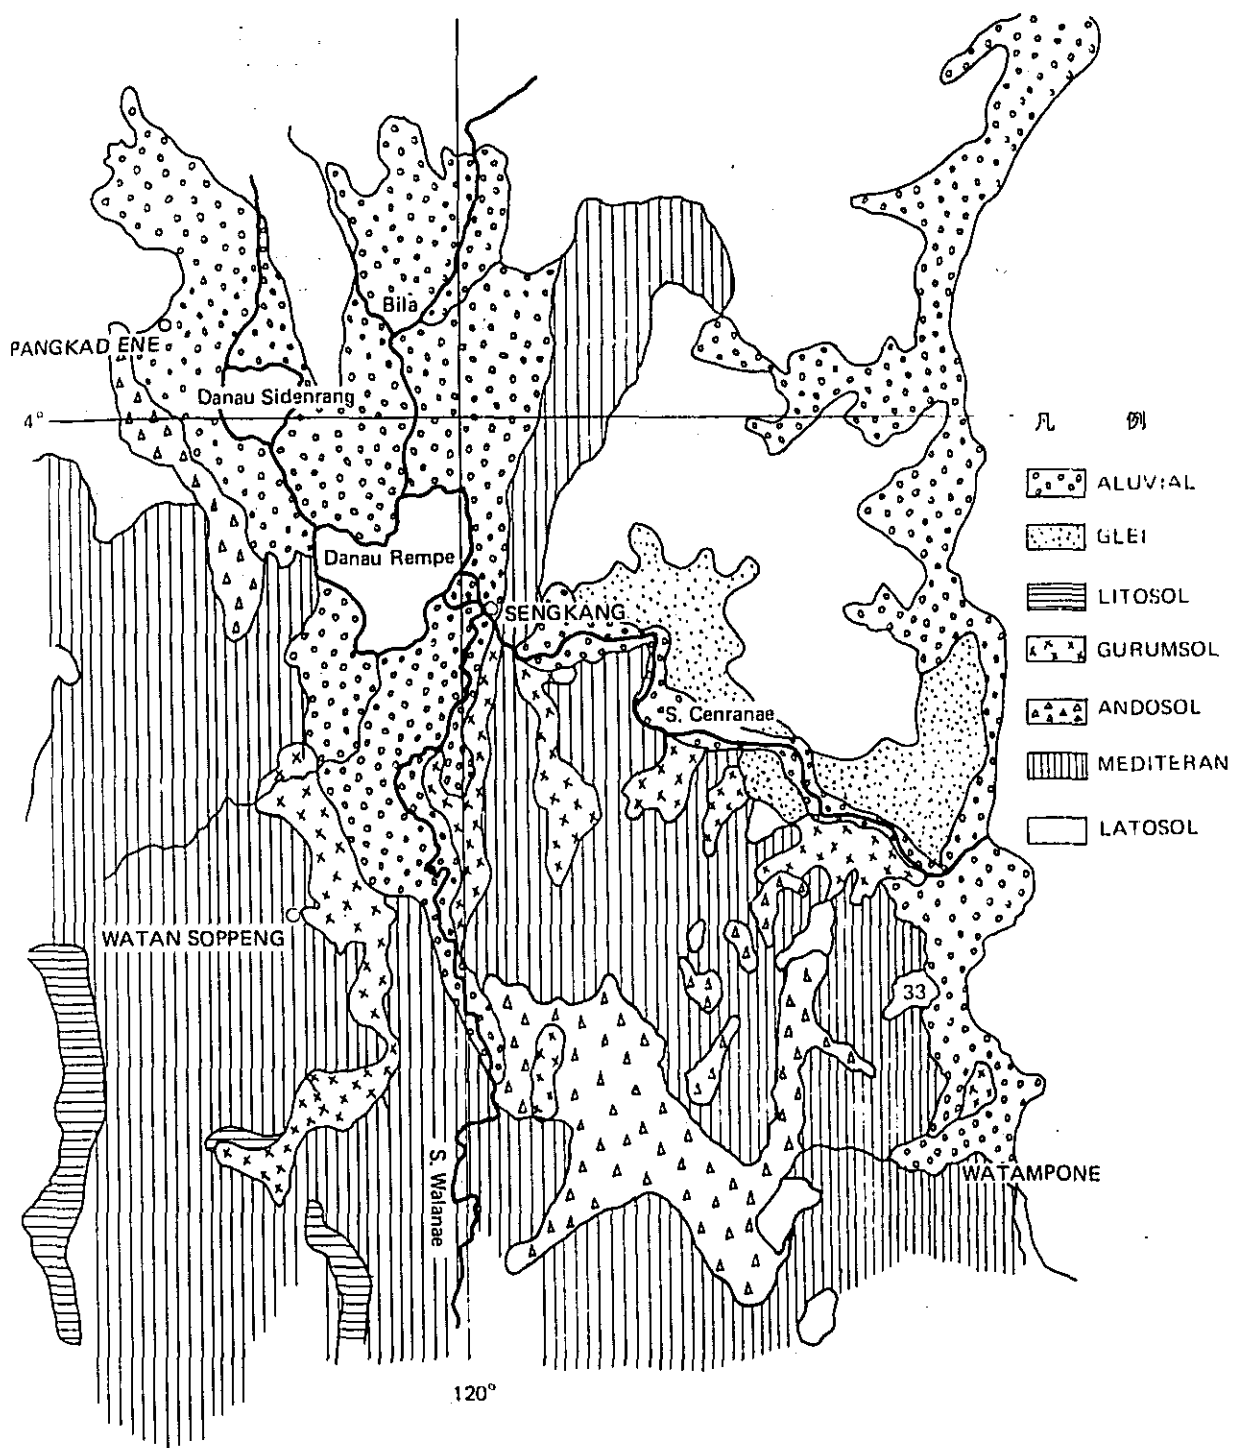 Bila
PANGKAD ENE
Danau Sidenrang
4°
凡 例
ALUVIAL
GLEI
Danau Rempe
LITOSOL
SENGKANG
GURUMSOL
S. Cenranae
ANDOSOL
MEDITERAN
LATOSOL
WATAN SOPPENG
33
S. Walanae
WATAMPONE
120°